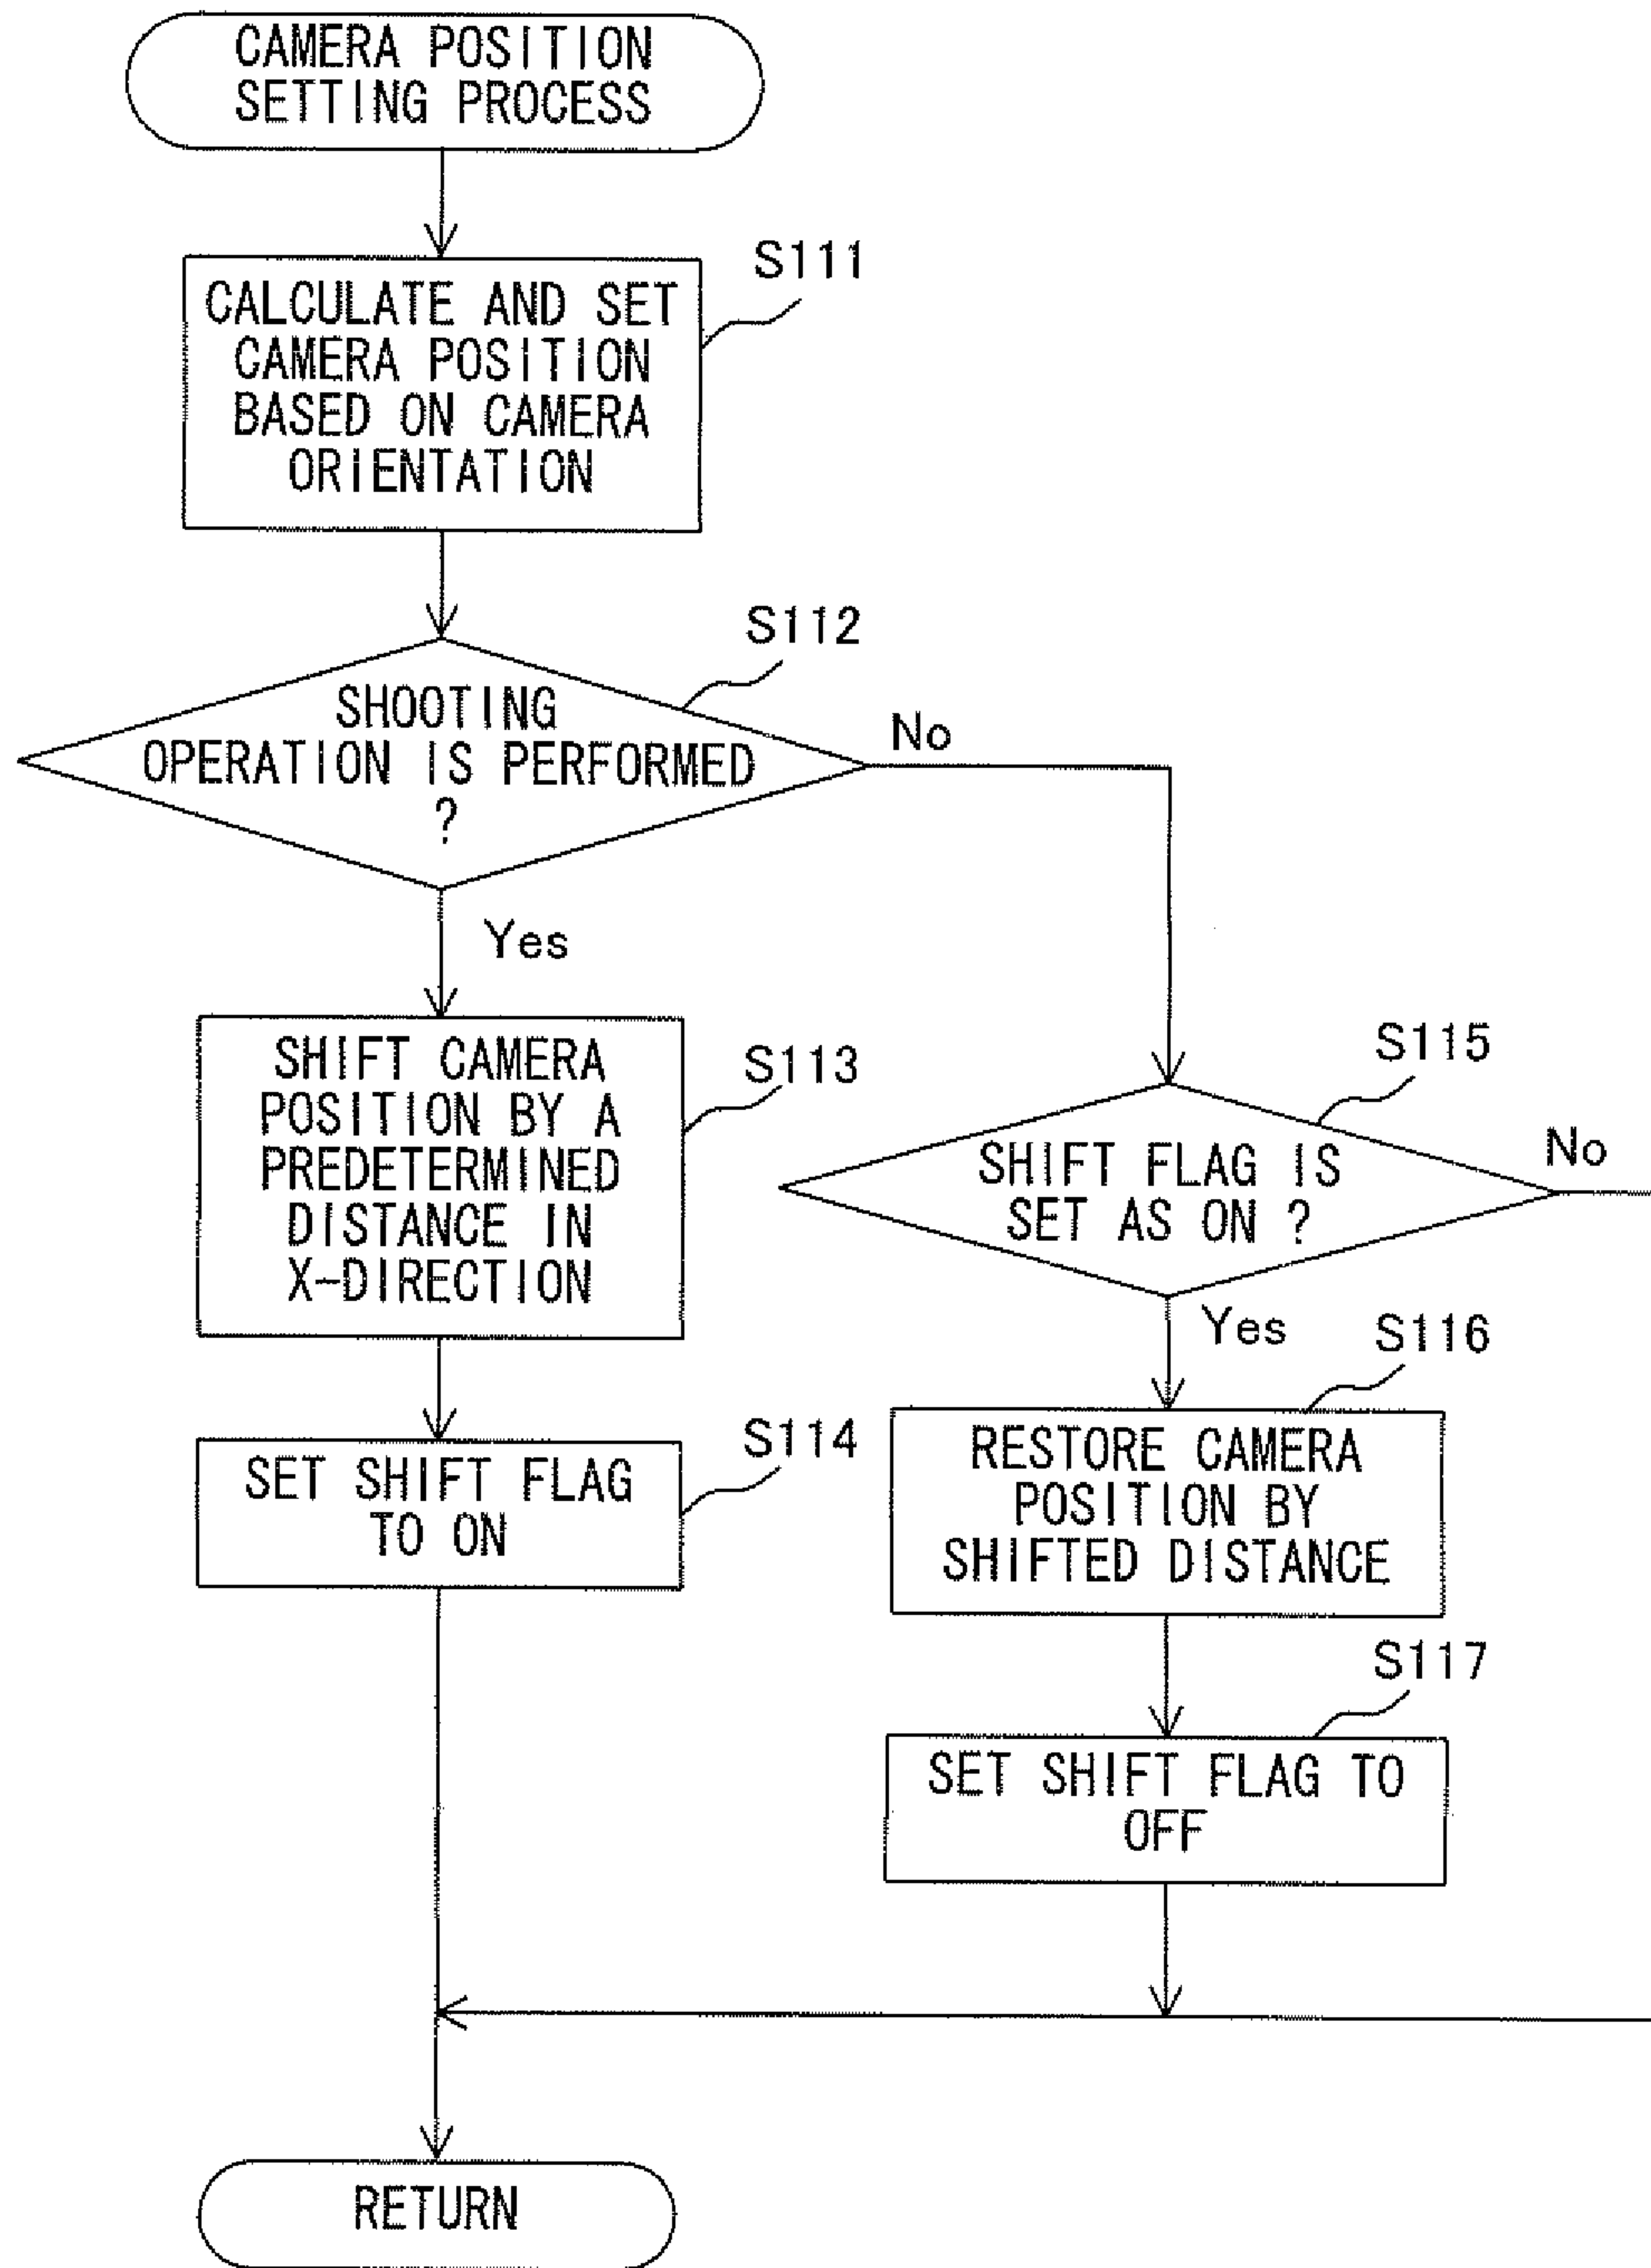 CAMERA POSITION
SETTING PROCESS
S111
CALCULATE AND SET
CAMERA POSITION
BASED ON CAMERA
ORIENTATION
S112
SHOOTING
OPERATION IS PERFORMED
?
No
Yes
S113
SHIFT CAMERA
POSITION BY A
PREDETERMINED
DISTANCE IN
X-DIRECTION
S114
SET SHIFT FLAG
TO ON
S115
SHIFT FLAG IS
SET AS ON ?
No
Yes
S116
RESTORE CAMERA
POSITION BY
SHIFTED DISTANCE
S117
SET SHIFT FLAG TO
OFF
RETURN